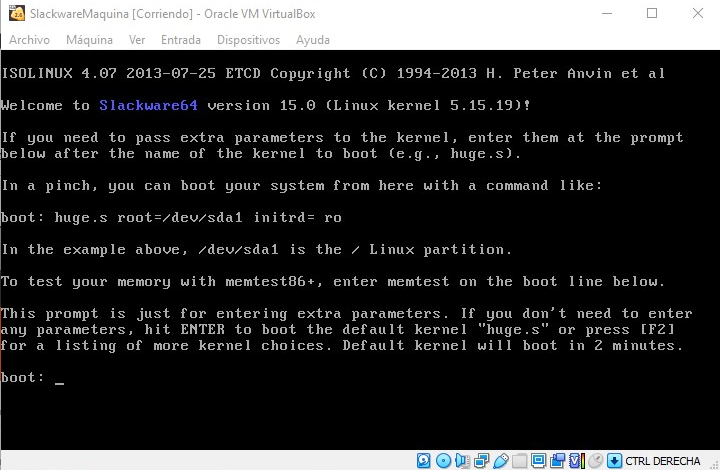 SlackwareMaquina [Corriendo] - Oracle VM VirtualBox
Archivo Máquina Ver Entrada Dispositivos Ayuda
ISOLINUX 4.07 2013-07-25 ETCD Copyright (C) 1994-2013 H. Peter Anvin et al
Welcome to Slackware64 version 15.0 (Linux kernel 5.15.19)!
If you need to pass extra parameters to the kernel, enter them at the prompt
below after the name of the kernel to boot (e.g., huge.s).
In a pinch, you can boot your system from here with a command like:
boot: huge.s root=/dev/sda1 initrd= ro
In the example above, /dev/sda1 is the / Linux partition.
To test your memory with memtest86+, enter memtest on the boot line below.
This prompt is just for entering extra parameters. If you don't need to enter
any parameters, hit ENTER to boot the default kernel "huge.s" or press [F2]
for a listing of more kernel choices. Default kernel will boot in 2 minutes.
boot: _
CTRL DERECHA